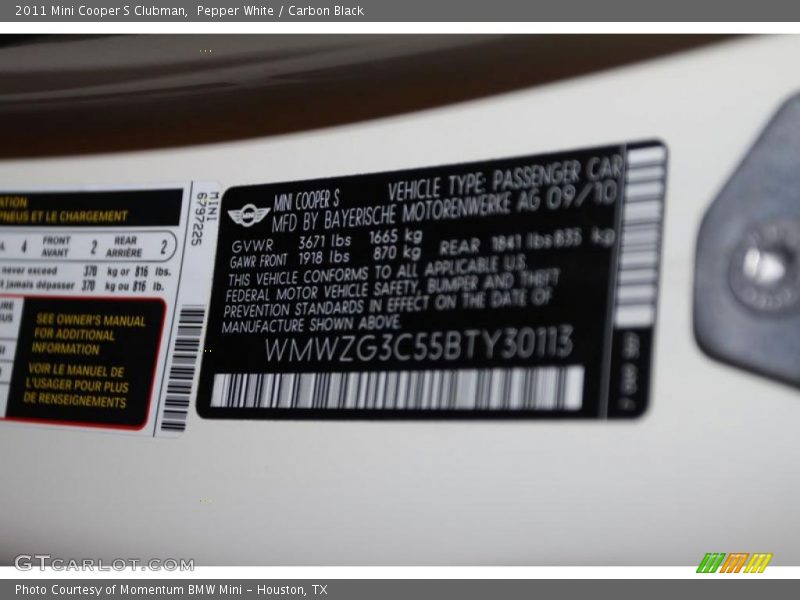 2011 Mini Cooper S Clubman, Pepper White / Carbon Black
ATION
PNEUS ET LE CHARGEMENT
4 FRONT AVANT 2 REAR ARRIÈRE 2
never exceed 370 kg or 816 lbs.
jamais dépasser 370 kg ou 816 lb.
SEE OWNER'S MANUAL
FOR ADDITIONAL
INFORMATION
VOIR LE MANUEL DE
L'USAGER POUR PLUS
DE RENSEIGNEMENTS
MINI
6797225
MINI COOPER S VEHICLE TYPE: PASSENGER CAR
MFD BY BAYERISCHE MOTORENWERKE AG 09/10
GVWR 3671 lbs 1665 kg
GAWR FRONT 1918 lbs 870 kg REAR 1841 lbs 835 kg
THIS VEHICLE CONFORMS TO ALL APPLICABLE U.S.
FEDERAL MOTOR VEHICLE SAFETY, BUMPER AND THEFT
PREVENTION STANDARDS IN EFFECT ON THE DATE OF
MANUFACTURE SHOWN ABOVE.
WMWZG3C55BTY30113
GTCARLOT.COM
Photo Courtesy of Momentum BMW Mini - Houston, TX